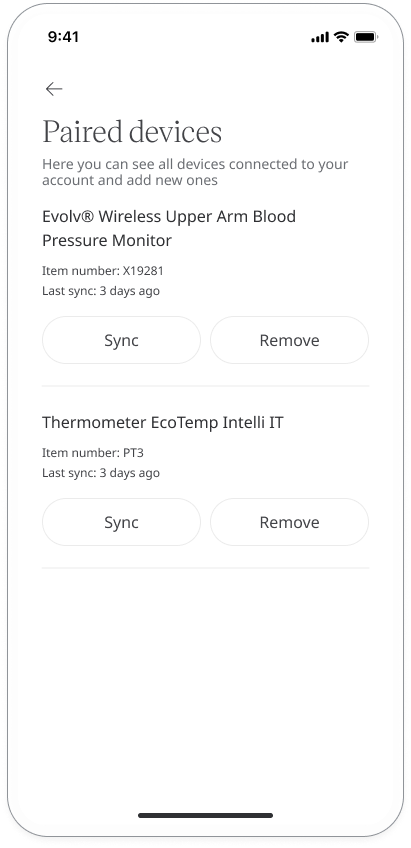 9:41
Paired devices
Here you can see all devices connected to your
account and add new ones
Evolv® Wireless Upper Arm Blood
Pressure Monitor
Item number: X19281
Last sync: 3 days ago
Sync Remove
Thermometer EcoTemp Intelli IT
Item number: PT3
Last sync: 3 days ago
Sync Remove